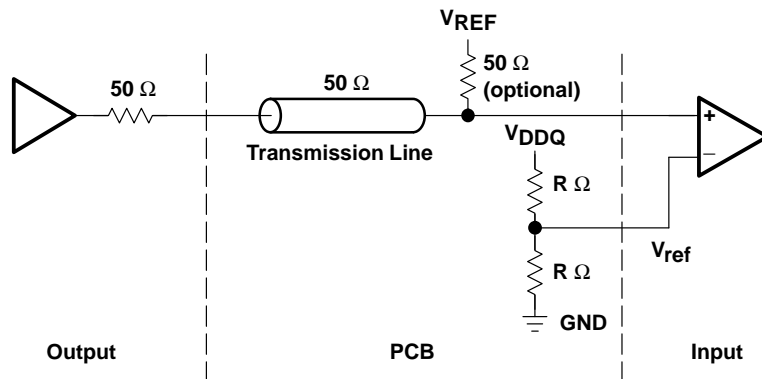 VREF
50 Ω
50 Ω
50 Ω
(optional)
+
Transmission Line
VDDQ
–
R Ω
Vref
R Ω
GND
Output
PCB
Input